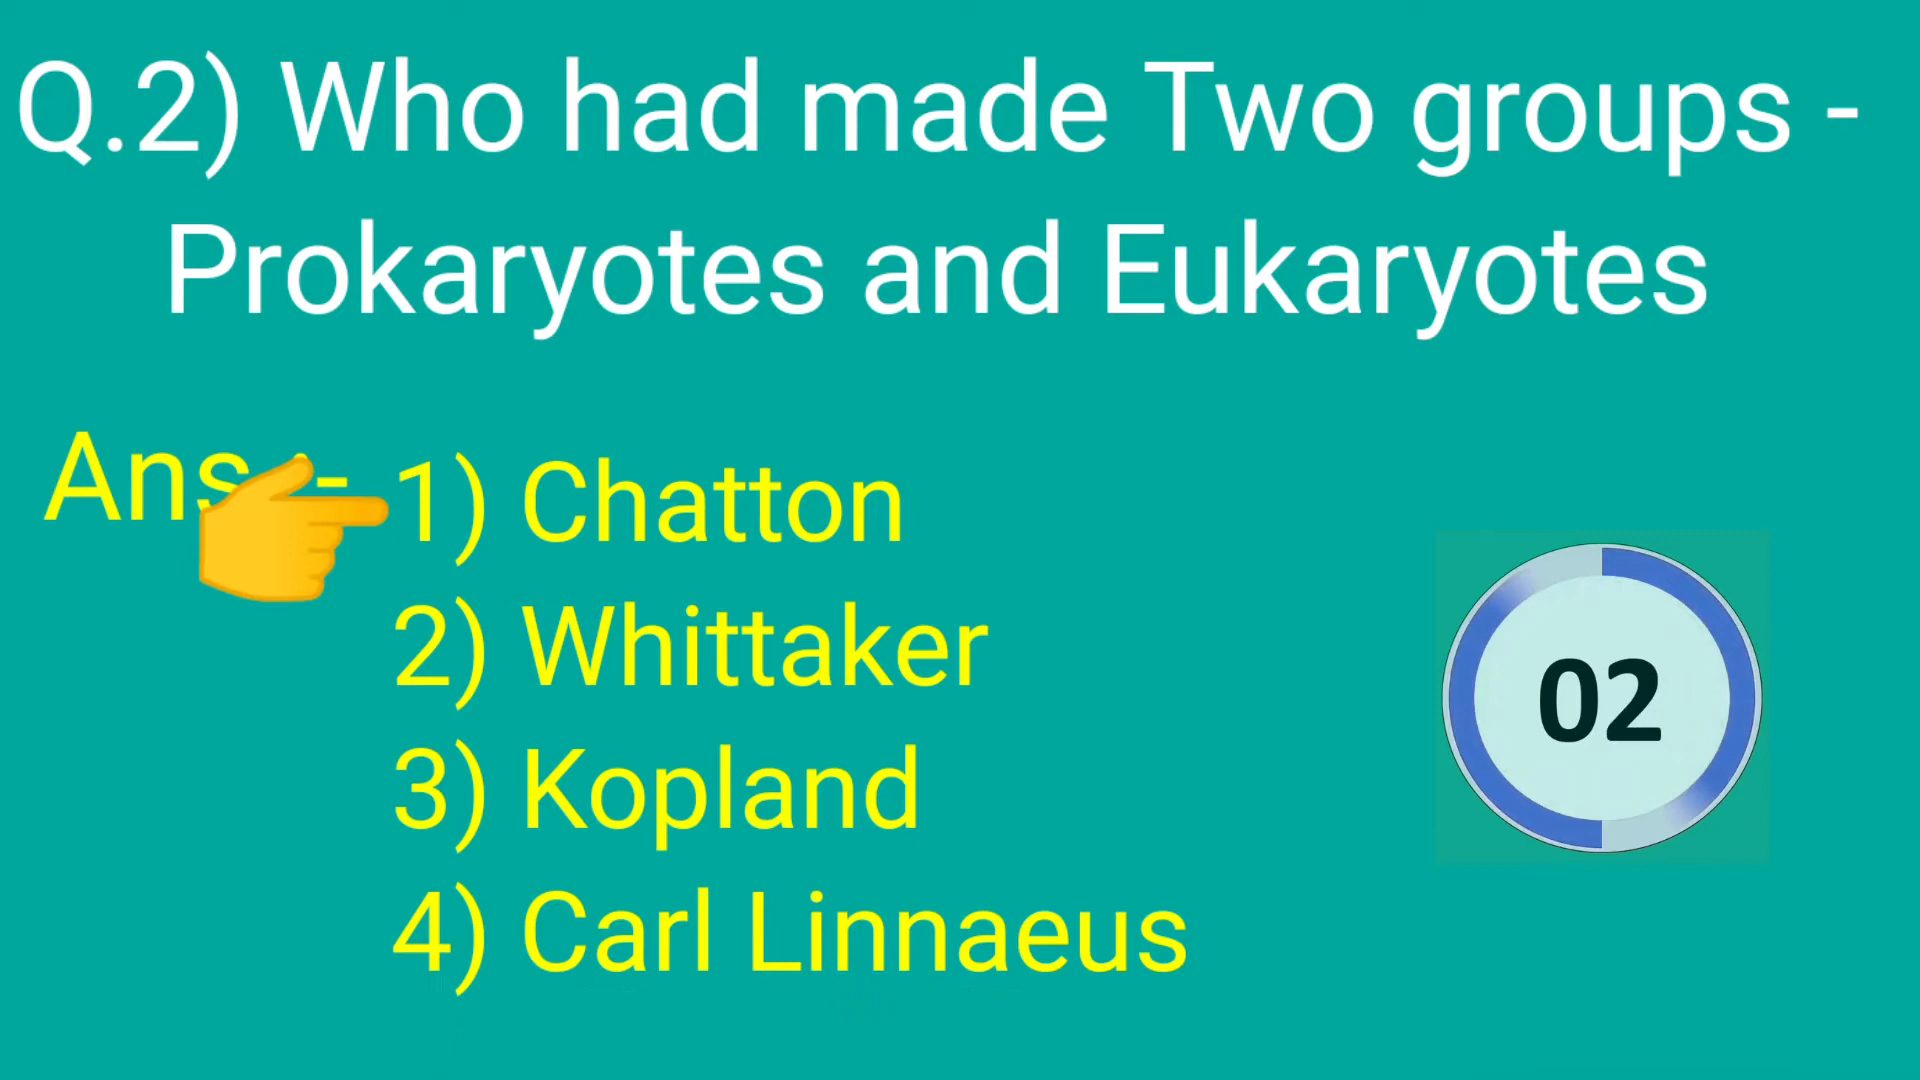 Q.2) Who had made Two groups -
Prokaryotes and Eukaryotes
Ans :-
1) Chatton
2) Whittaker
3) Kopland
4) Carl Linnaeus
02